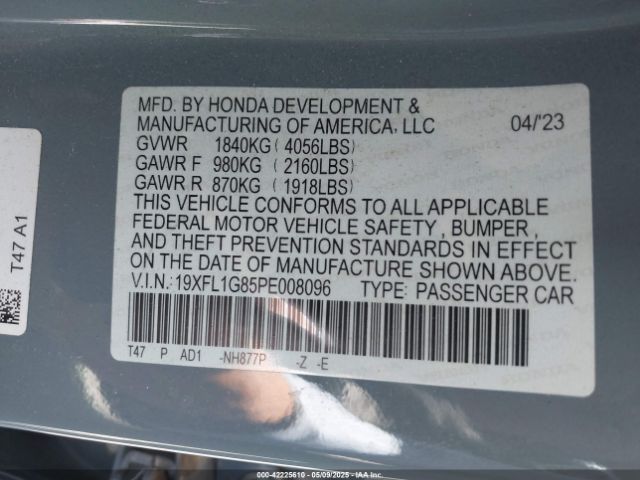 MFD. BY HONDA DEVELOPMENT &
MANUFACTURING OF AMERICA, LLC 04/'23
GVWR 1840KG ( 4056LBS )
GAWR F 980KG ( 2160LBS )
GAWR R 870KG ( 1918LBS )
THIS VEHICLE CONFORMS TO ALL APPLICABLE
FEDERAL MOTOR VEHICLE SAFETY, BUMPER,
AND THEFT PREVENTION STANDARDS IN EFFECT
ON THE DATE OF MANUFACTURE SHOWN ABOVE.
V.I.N.: 19XFL1G85PE008096 TYPE: PASSENGER CAR
T47 P AD1 -NH877P -Z -E
T47 A1
000-42225610 - 05/09/2025 - IAAI Inc. (c)